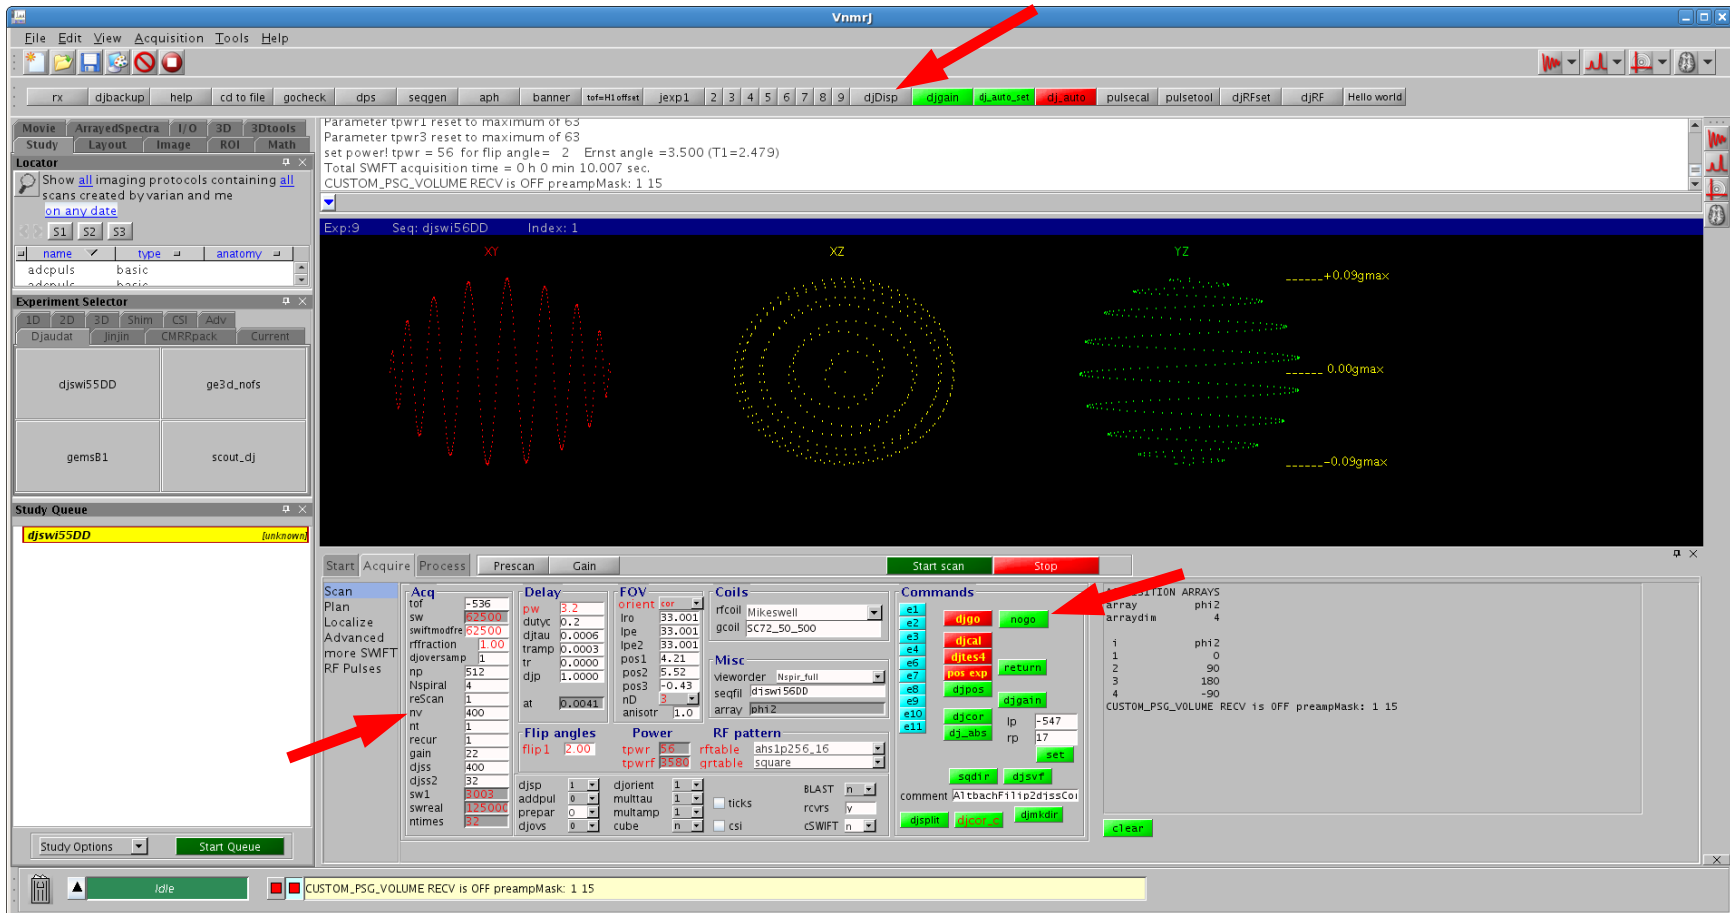 VnmrJ
File Edit View Acquisition Tools Help
rx djbackup help cd to file gocheck dps seqgen aph banner tof=H1offset jexp1 2 3 4 5 6 7 8 9 djDisp djgain dj_auto_set dj_auto pulsecal pulsetool djRFset djRF Hello world
Movie ArrayedSpectra I/O 3D 3Dtools
Study Layout Image ROI Math
Locator
Show all imaging protocols containing all
scans created by varian and me
on any date
S1 S2 S3
name type anatomy
adcpuls basic
adcpuls basic
Experiment Selector
1D 2D 3D Shim CSI Adv
Djaudat Jinjin CMRRpack Current
djswi55DD ge3d_nofs
gemsB1 scout_dj
Study Queue
djswi55DD [unknown]
Study Options Start Queue
Parameter tpwr1 reset to maximum of 63
Parameter tpwr3 reset to maximum of 63
set power! tpwr = 56 for flip angle= 2 Ernst angle =3.500 (T1=2.479)
Total SWIFT acquisition time = 0 h 0 min 10.007 sec.
CUSTOM_PSG_VOLUME RECV is OFF preampMask: 1 15
Exp:9 Seq: djswi56DD Index: 1
XY XZ YZ
+0.09gmax
0.00gmax
-0.09gmax
Start Acquire Process Prescan Gain Start scan Stop
Scan
Plan
Localize
Advanced
more SWIFT
RF Pulses
Acq
tof -536
sw 62500
swiftmodfre 62500
rffraction 1.00
djoversamp 1
np 512
Nspiral 4
reScan 1
nv 400
nt 1
recur 1
gain 22
djss 400
djss2 32
sw1 3003
swreal 125000
ntimes 32
Delay
pw 3.2
dutyc 0.2
djtau 0.0006
tramp 0.0003
tr 0.0000
djp 1.0000
at 0.0041
FOV
orient cor
lro 33.001
lpe 33.001
lpe2 33.001
pos1 4.21
pos2 5.52
pos3 -0.43
nD 3
anisotr 1.0
Coils
rfcoil Mikeswell
gcoil SC72_50_500
Misc
vieworder Nspir_full
seqfil djswi56DD
array phi2
Flip angles
flip1 2.00
Power
tpwr 56
tpwrf 3580
RF pattern
rftable ahs1p256_16
grtable square
djsp 1
addpul 0
prepar 0
djovs 0
djorient 1
multtau 1
multamp 1
cube n
ticks
csi
BLAST n
rcvrs y
cSWIFT n
Commands
e1
e2
e3
e4
e6
e7
e8
e9
e10
e11
djgo nogo
djcal
djtes4
pos exp return
djpos
djgain
djcor
dj_abs
lp -547
rp 17
set
sqdir djsvf
comment AltbachFilip2djssCor
djsplit djcor_c djmkdir
ACQUISITION ARRAYS
array phi2
arraydim 4
i phi2
1 0
2 90
3 180
4 -90
CUSTOM_PSG_VOLUME RECV is OFF preampMask: 1 15
clear
Idle
CUSTOM_PSG_VOLUME RECV is OFF preampMask: 1 15